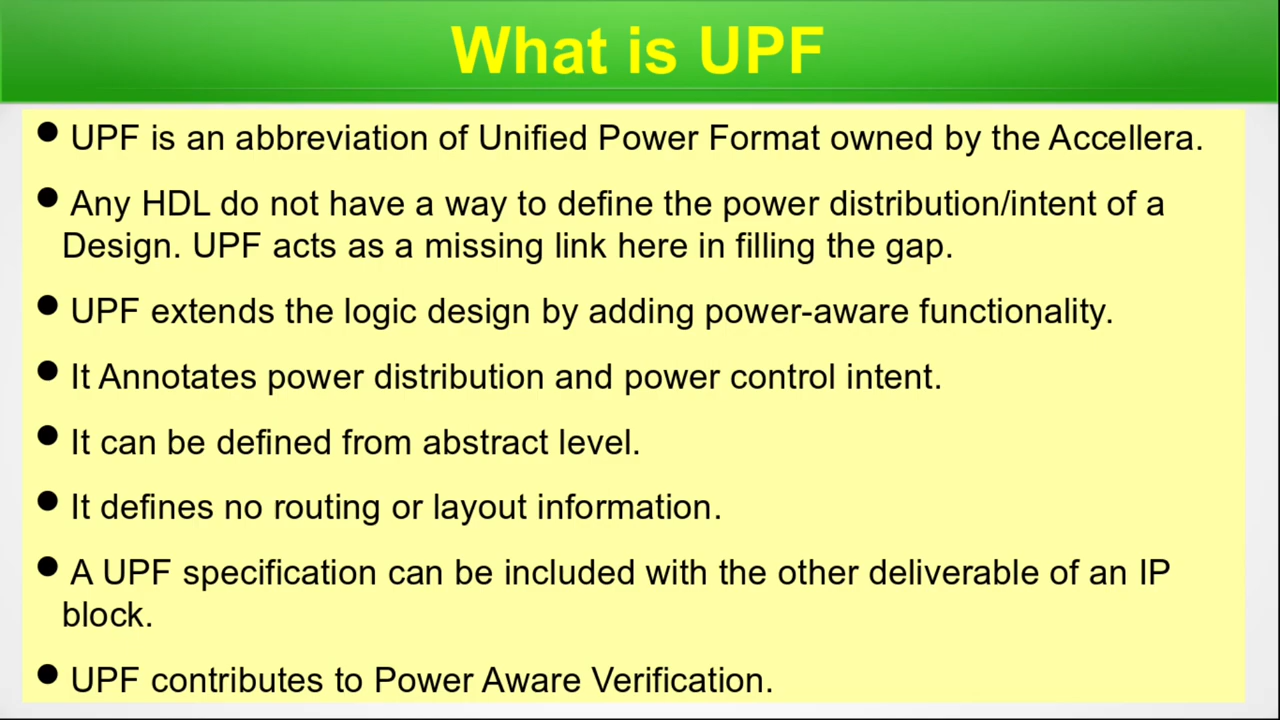 What is UPF
● UPF is an abbreviation of Unified Power Format owned by the Accellera.
● Any HDL do not have a way to define the power distribution/intent of a
Design. UPF acts as a missing link here in filling the gap.
● UPF extends the logic design by adding power-aware functionality.
● It Annotates power distribution and power control intent.
● It can be defined from abstract level.
● It defines no routing or layout information.
● A UPF specification can be included with the other deliverable of an IP
block.
● UPF contributes to Power Aware Verification.